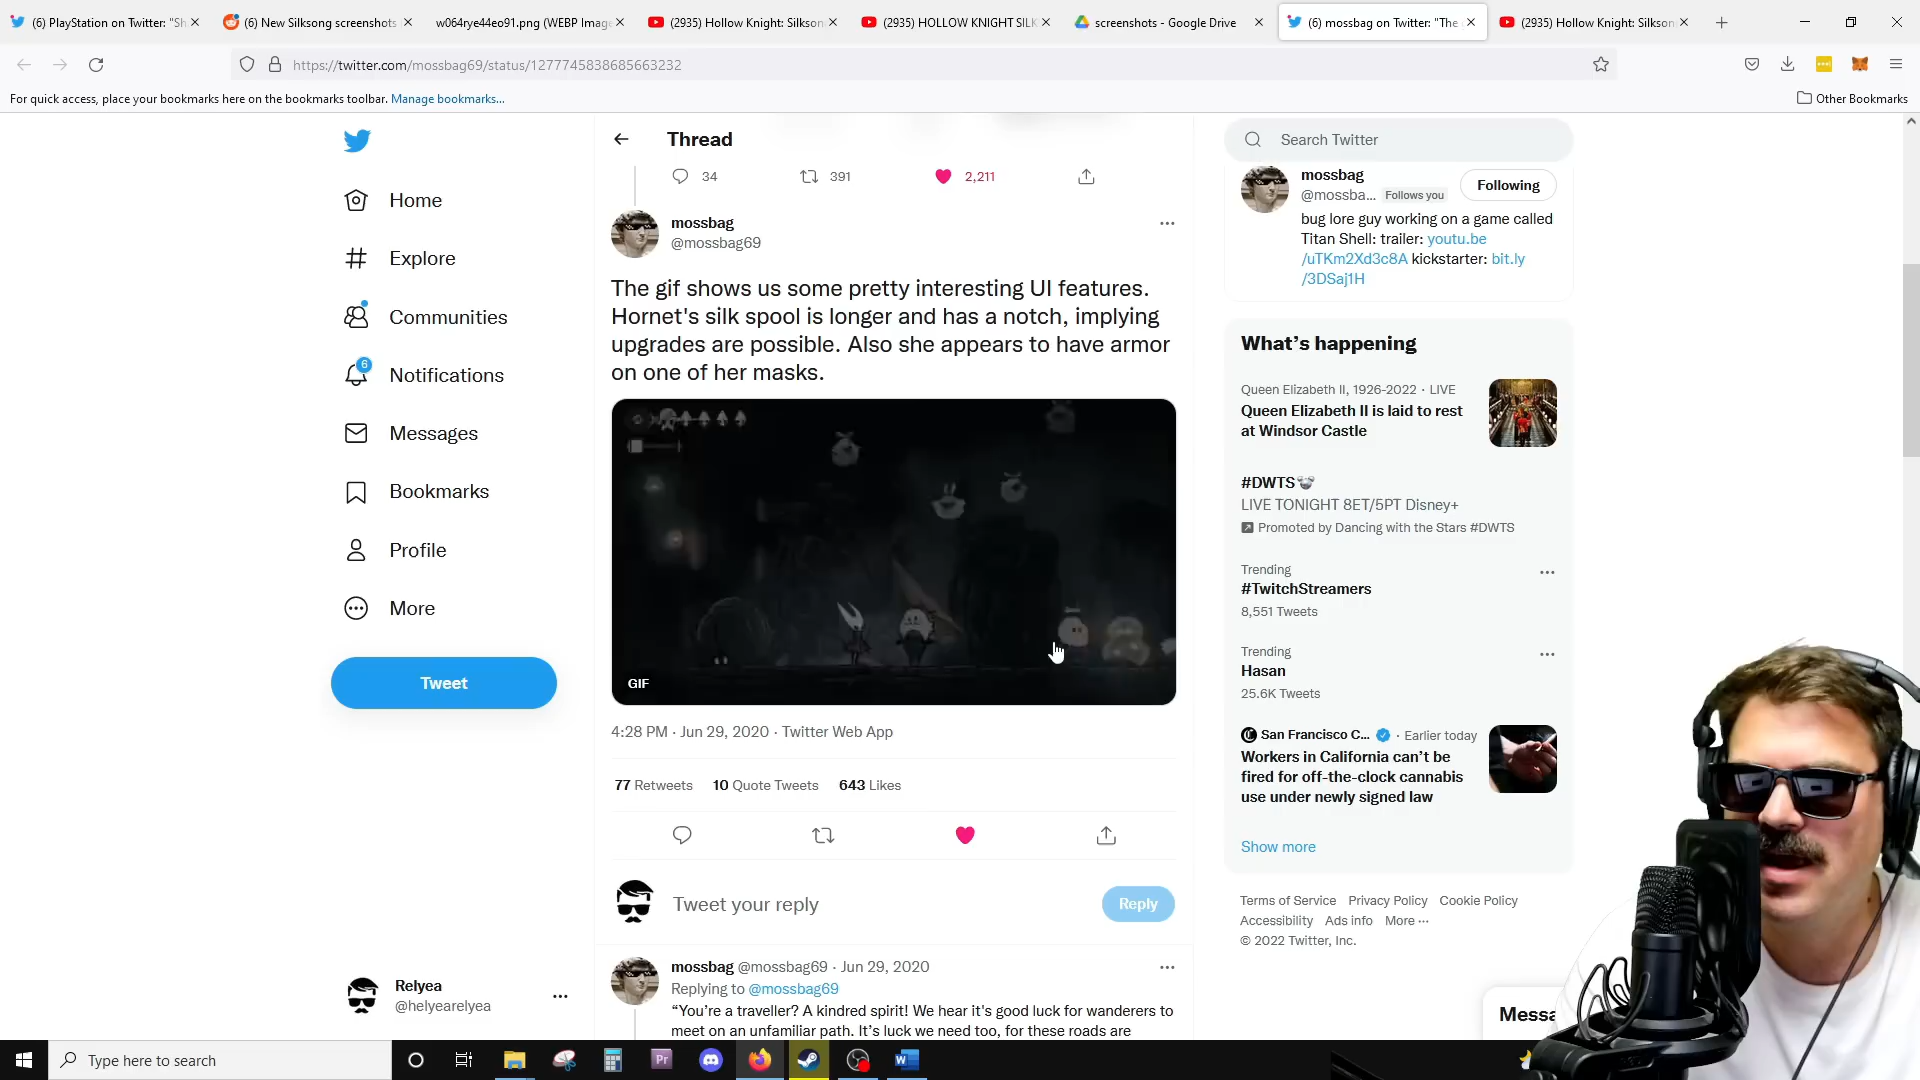 (6) PlayStation on Twitter: "Sh
(6) New Silksong screenshots
w064rye44eo91.png (WEBP Image
(2935) Hollow Knight: Silkson
(2935) HOLLOW KNIGHT SILK
screenshots - Google Drive
(6) mossbag on Twitter: "The
(2935) Hollow Knight: Silkson
https://twitter.com/mossbag69/status/1277745838685663232
For quick access, place your bookmarks here on the bookmarks toolbar. Manage bookmarks...
Other Bookmarks
Home
Explore
Communities
6
Notifications
Messages
Bookmarks
Profile
More
Tweet
Relyea
@helyearelyea
Thread
34
391
2,211
mossbag
@mossbag69
The gif shows us some pretty interesting UI features.
Hornet's silk spool is longer and has a notch, implying
upgrades are possible. Also she appears to have armor
on one of her masks.
GIF
4:28 PM · Jun 29, 2020 · Twitter Web App
77 Retweets 10 Quote Tweets 643 Likes
Tweet your reply
Reply
mossbag @mossbag69 · Jun 29, 2020
Replying to @mossbag69
“You’re a traveller? A kindred spirit! We hear it's good luck for wanderers to
meet on an unfamiliar path. It’s luck we need too, for these roads are
Search Twitter
mossbag
@mossba... Follows you
Following
bug lore guy working on a game called
Titan Shell: trailer: youtu.be
/uTKm2Xd3c8A kickstarter: bit.ly
/3DSaj1H
What’s happening
Queen Elizabeth II, 1926-2022 · LIVE
Queen Elizabeth II is laid to rest
at Windsor Castle
#DWTS
LIVE TONIGHT 8ET/5PT Disney+
Promoted by Dancing with the Stars #DWTS
Trending
#TwitchStreamers
8,551 Tweets
Trending
Hasan
25.6K Tweets
San Francisco C... · Earlier today
Workers in California can’t be
fired for off-the-clock cannabis
use under newly signed law
Show more
Terms of Service Privacy Policy Cookie Policy
Accessibility Ads info More ···
© 2022 Twitter, Inc.
Messa
Type here to search
Pr